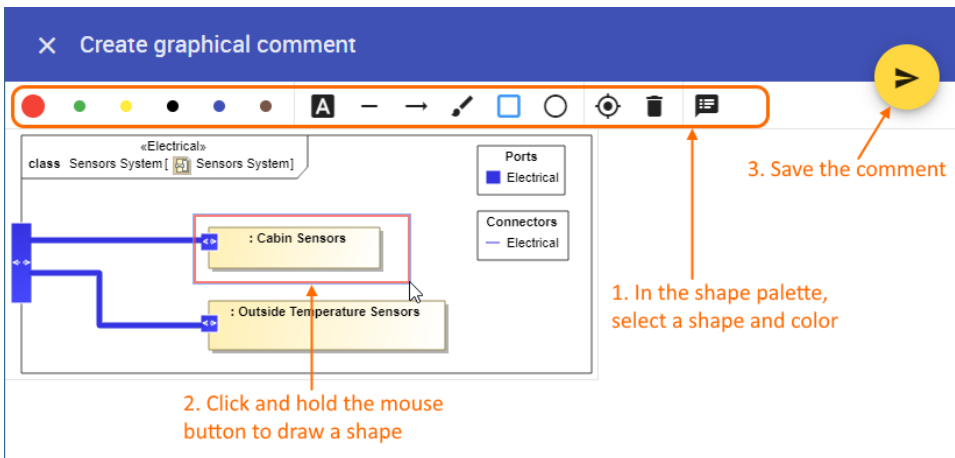 Create graphical comment
A
3. Save the comment
«Electrical»
class Sensors System[ Sensors System]
Ports
Electrical
Connectors
Electrical
: Cabin Sensors
: Outside Temperature Sensors
1. In the shape palette,
select a shape and color
2. Click and hold the mouse
button to draw a shape